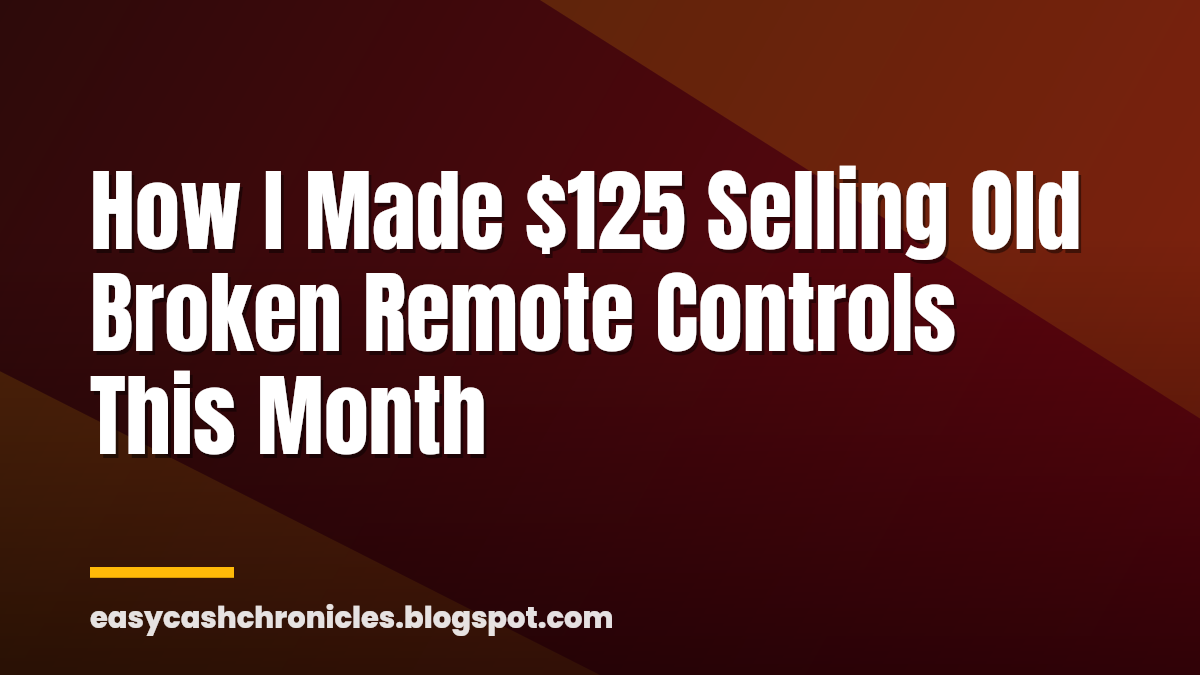 How I Made $125 Selling Old
Broken Remote Controls
This Month
easycashchronicles.blogspot.com